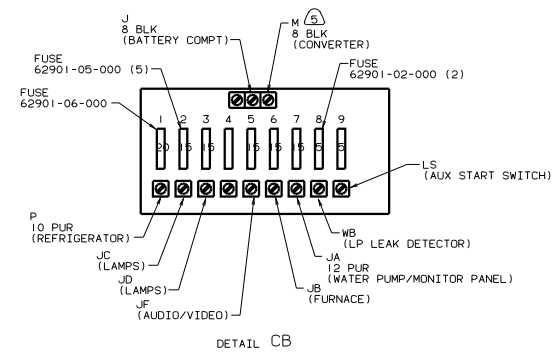 J
8 BLK
(BATTERY COMPT)
M 5
8 BLK
(CONVERTER)
FUSE
62901-05-000 (5)
FUSE
62901-02-000 (2)
FUSE
62901-06-000
1 2 3 4 5 6 7 8 9
20 15 15 15 15 15 5 5
LS
(AUX START SWITCH)
P
10 PUR
(REFRIGERATOR)
WB
(LP LEAK DETECTOR)
JC
(LAMPS)
JA
12 PUR
(WATER PUMP/MONITOR PANEL)
JD
(LAMPS)
JB
(FURNACE)
JF
(AUDIO/VIDEO)
DETAIL CB